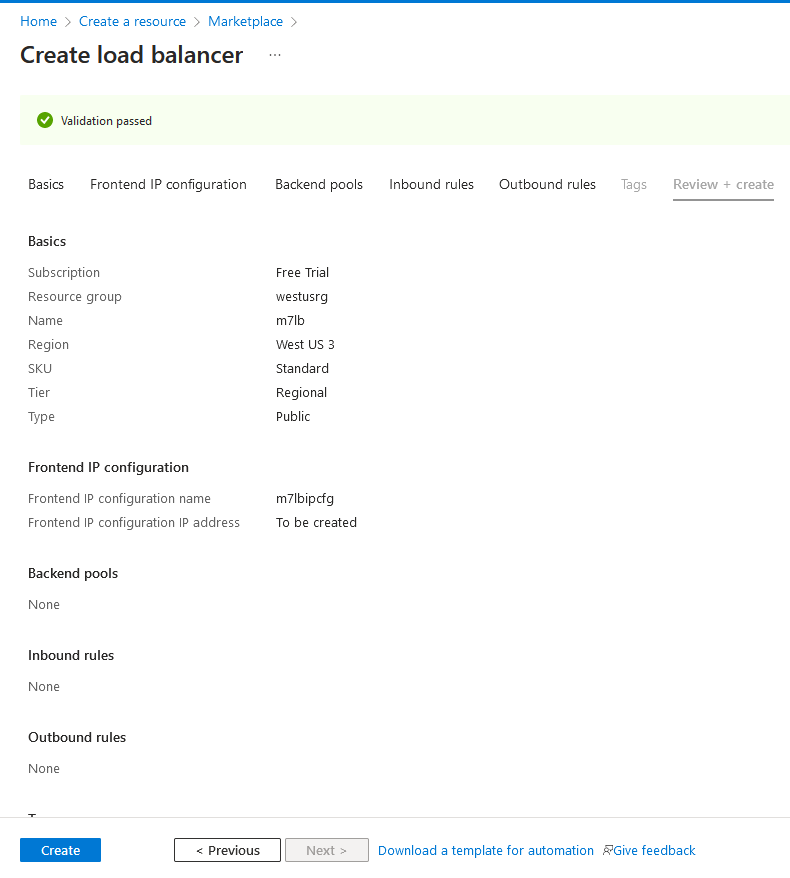 Home > Create a resource > Marketplace >
Create load balancer ...
Validation passed
Basics Frontend IP configuration Backend pools Inbound rules Outbound rules Tags Review + create
Basics
Subscription Free Trial
Resource group westusrg
Name m7lb
Region West US 3
SKU Standard
Tier Regional
Type Public
Frontend IP configuration
Frontend IP configuration name m7lbipcfg
Frontend IP configuration IP address To be created
Backend pools
None
Inbound rules
None
Outbound rules
None
Create < Previous Next > Download a template for automation Give feedback